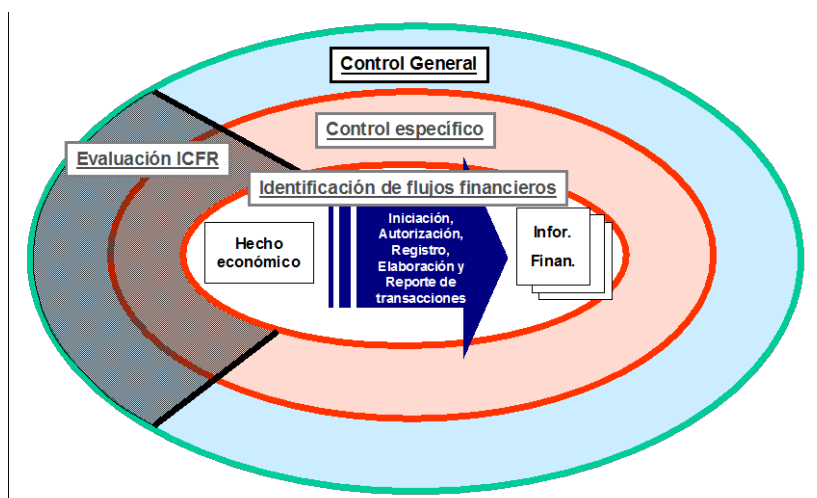 Control General
Control específico
Evaluación ICFR
Identificación de flujos financieros
Hecho
económico
Iniciación,
Autorización,
Registro,
Elaboración y
Reporte de
transacciones
Infor.
Finan.